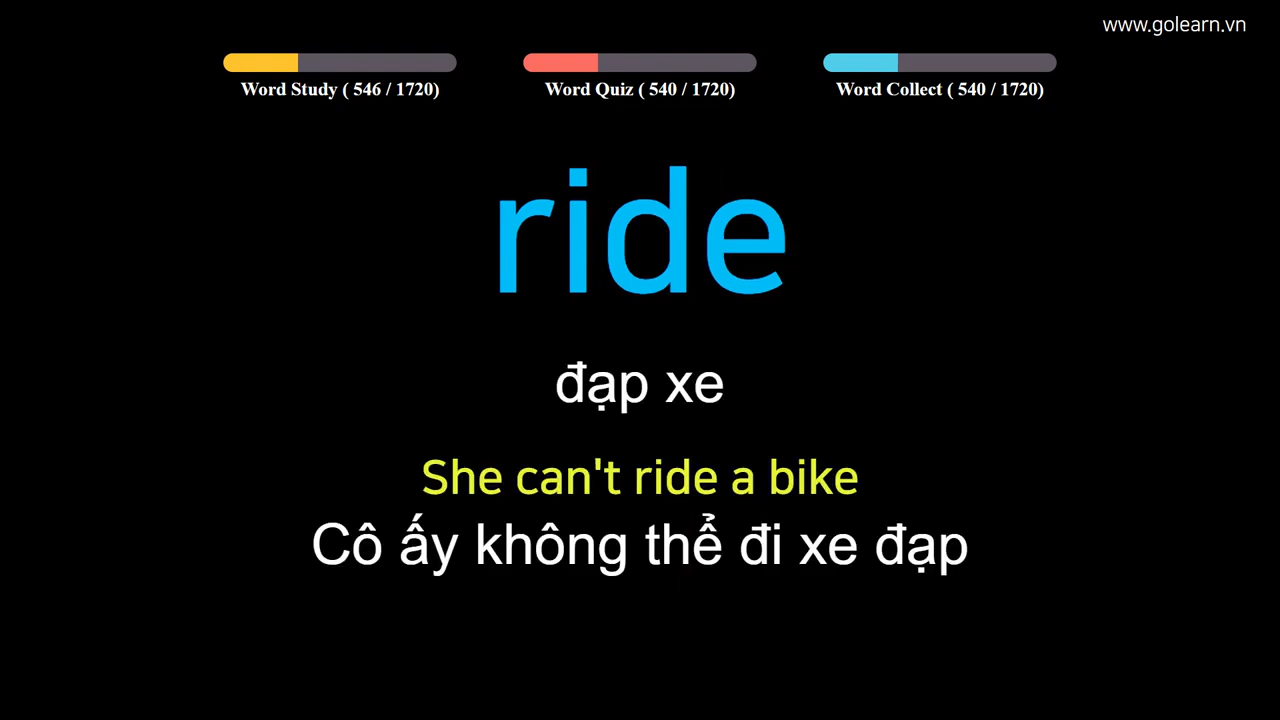 www.golearn.vn
Word Study ( 546 / 1720)
Word Quiz ( 540 / 1720)
Word Collect ( 540 / 1720)
ride
đạp xe
She can't ride a bike
Cô ấy không thể đi xe đạp